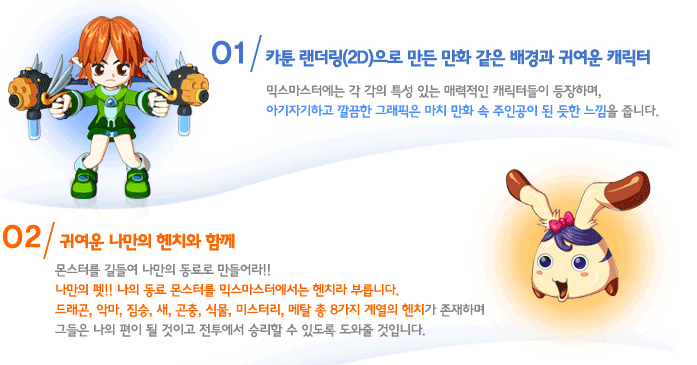 01 / 카툰 랜더링(2D)으로 만든 만화 같은 배경과 귀여운 캐릭터
믹스마스터에는 각 각의 특성 있는 매력적인 캐릭터들이 등장하며,
아기자기하고 깔끔한 그래픽은 마치 만화 속 주인공이 된 듯한 느낌을 줍니다.
02 / 귀여운 나만의 헨치와 함께
몬스터를 길들여 나만의 동료로 만들어라!!
나만의 펫!! 나의 동료 몬스터를 믹스마스터에서는 헨치라 부릅니다.
드래곤, 악마, 짐승, 새, 곤충, 식물, 미스터리, 메탈 총 8가지 계열의 헨치가 존재하며
그들은 나의 편이 될 것이고 전투에서 승리할 수 있도록 도와줄 것입니다.